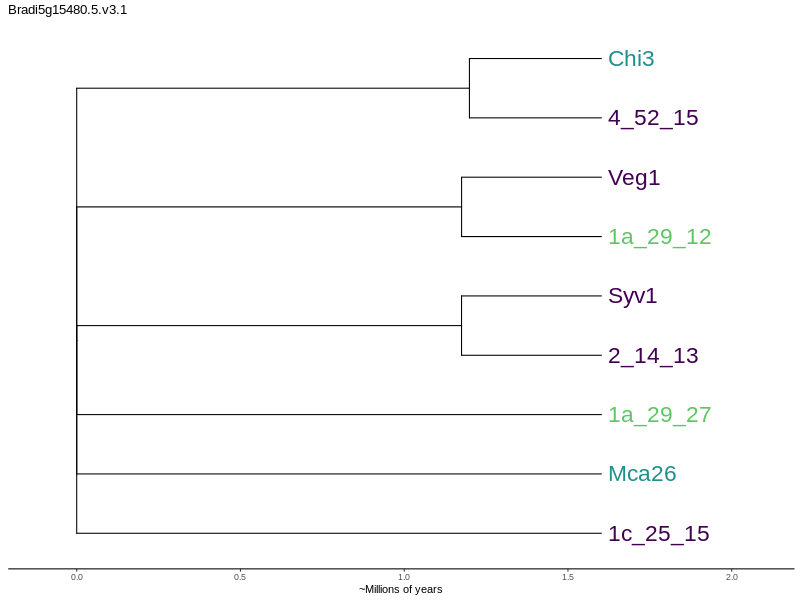 Bradi5g15480.5.v3.1
Chi3
4_52_15
Veg1
1a_29_12
Syv1
2_14_13
1a_29_27
Mca26
1c_25_15
0.0 0.5 1.0 1.5 2.0
~Millions of years